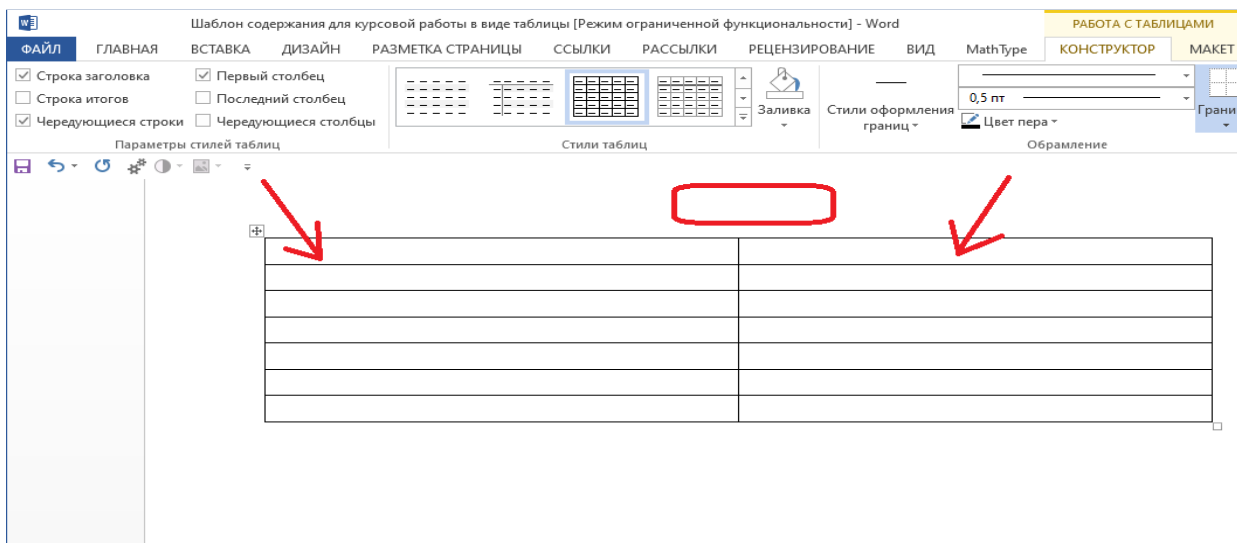 Шаблон содержания для курсовой работы в виде таблицы [Режим ограниченной функциональности] - Word
РАБОТА С ТАБЛИЦАМИ
ФАЙЛ ГЛАВНАЯ ВСТАВКА ДИЗАЙН РАЗМЕТКА СТРАНИЦЫ ССЫЛКИ РАССЫЛКИ РЕЦЕНЗИРОВАНИЕ ВИД MathType КОНСТРУКТОР МАКЕТ
Строка заголовка Первый столбец
Строка итогов Последний столбец
Чередующиеся строки Чередующиеся столбцы
Параметры стилей таблиц
Стили таблиц
Заливка
Стили оформления
границ
0,5 пт
Цвет пера
Обрамление
Грани